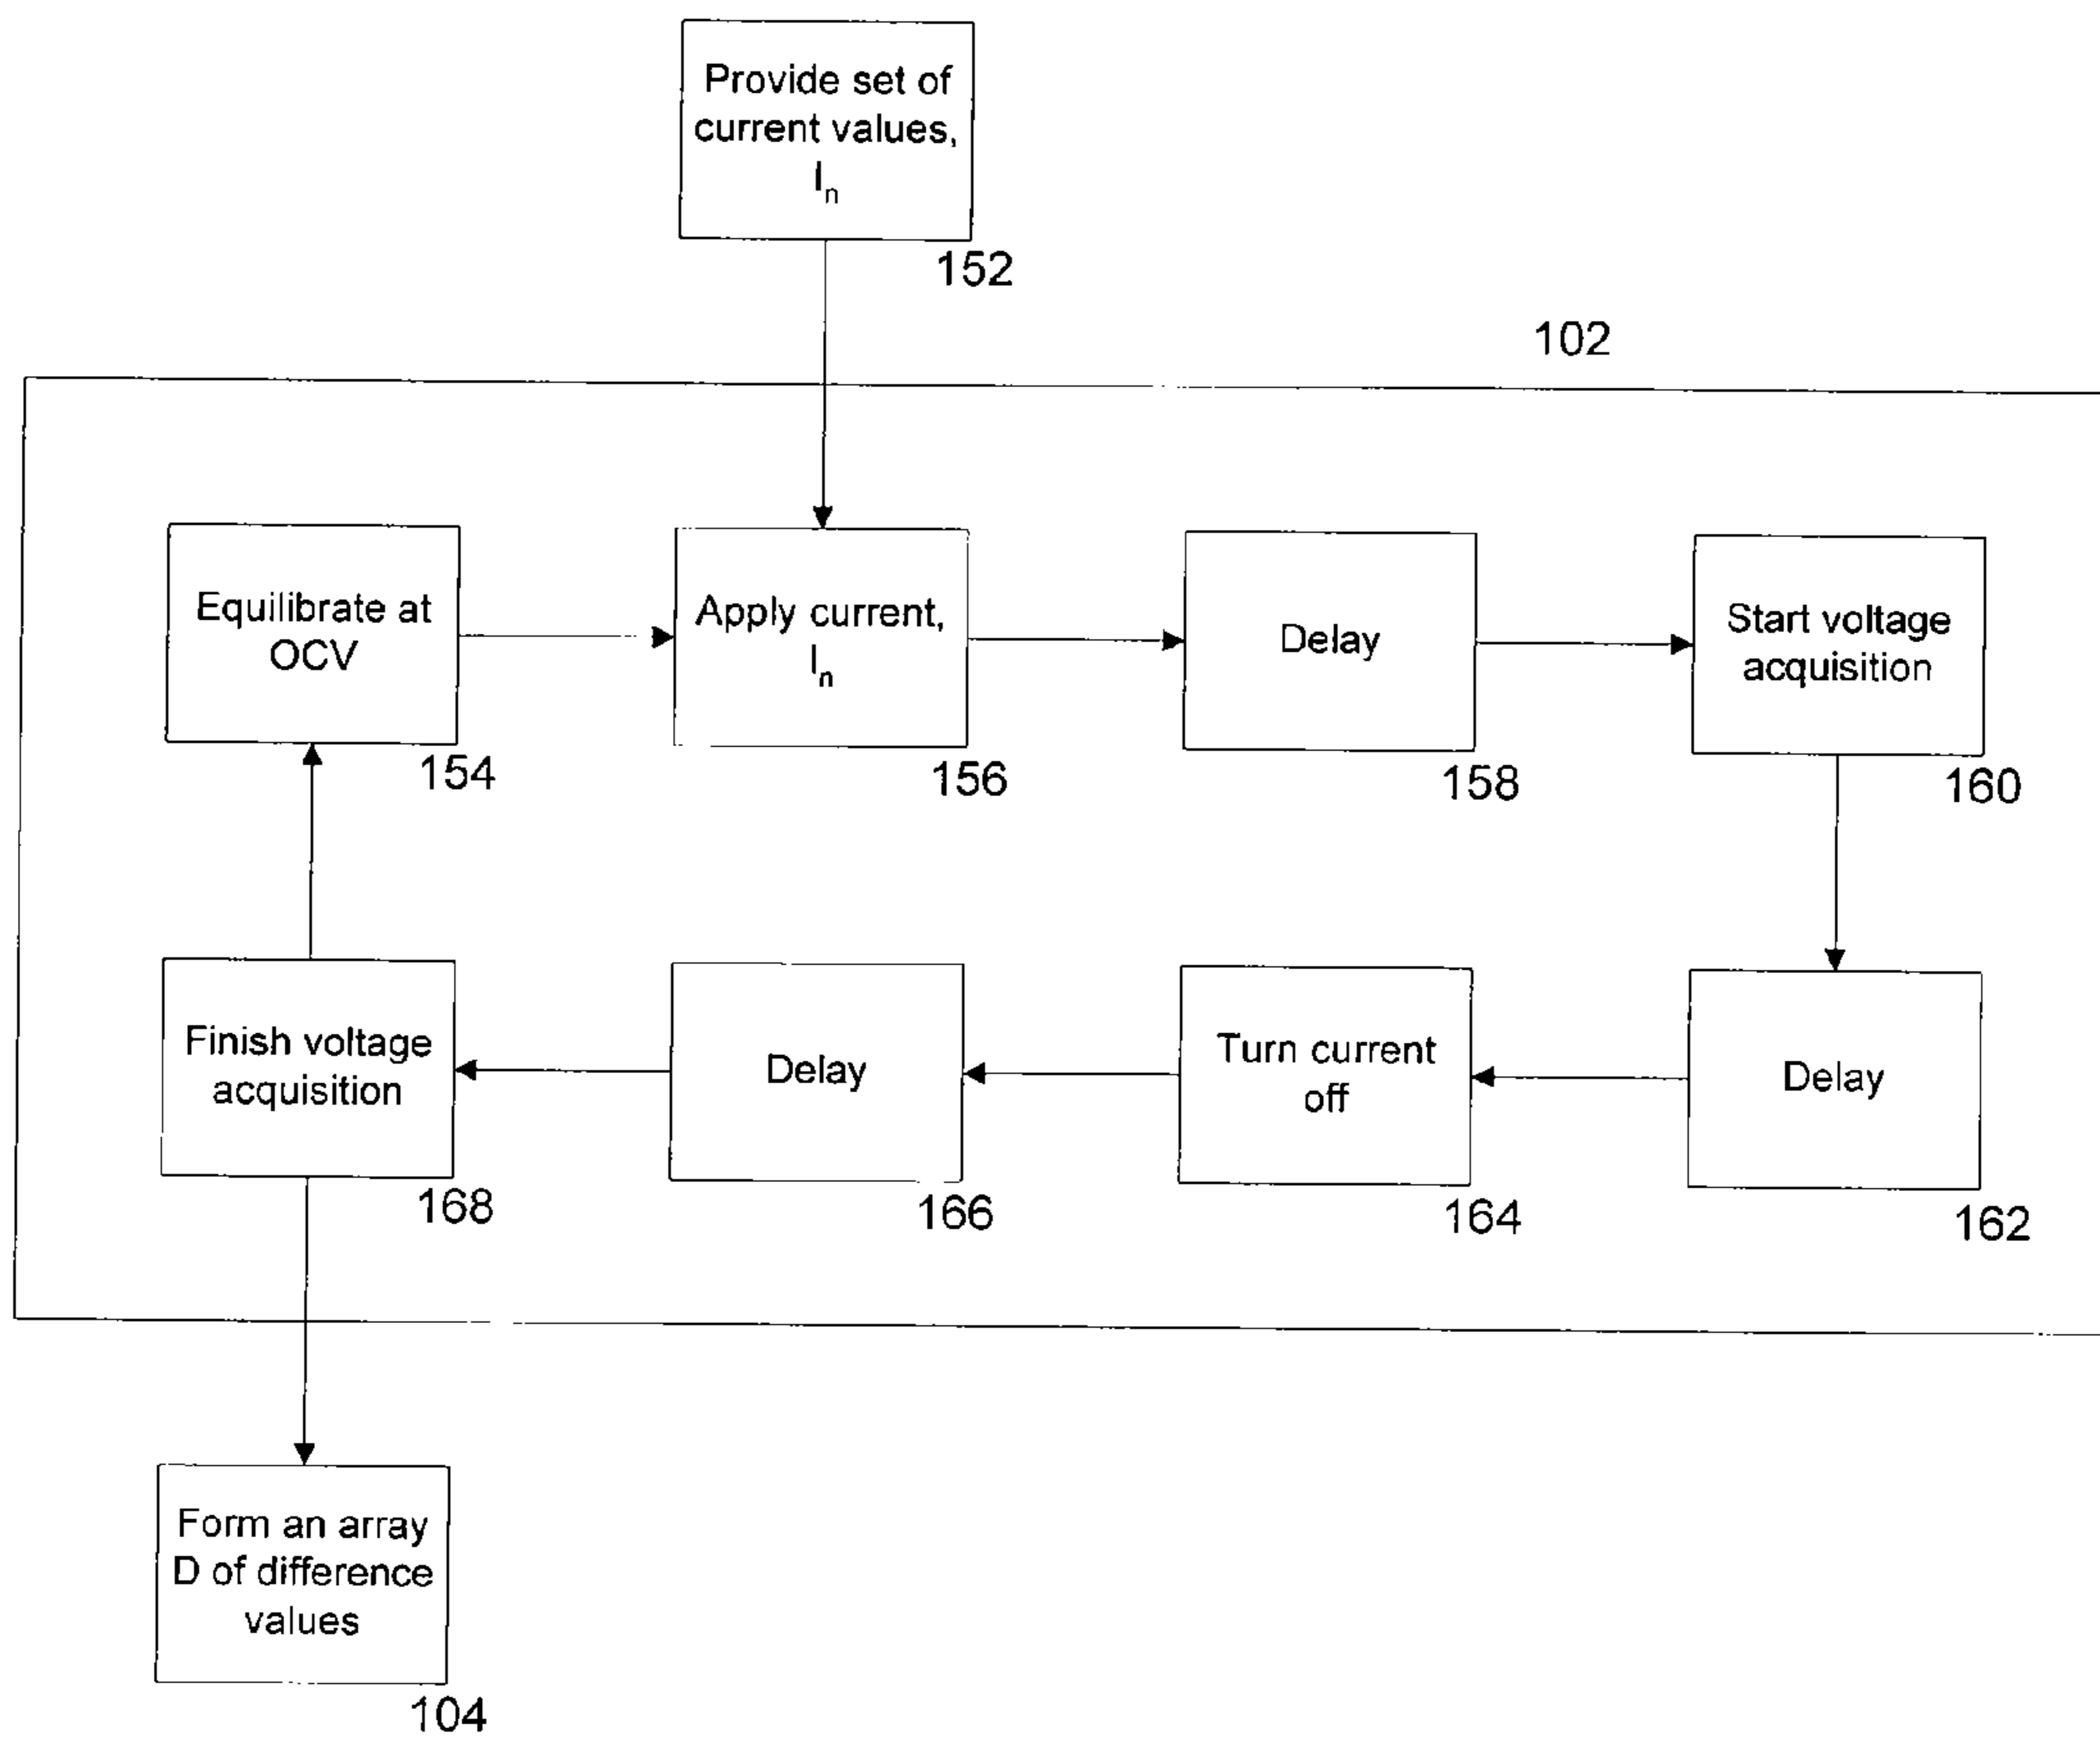 Provide set of
current values,
Iₙ
152
102
Equilibrate at
OCV
154
Apply current,
Iₙ
156
Delay
158
Start voltage
acquisition
160
Finish voltage
acquisition
168
Delay
166
Turn current
off
164
Delay
162
Form an array
D of difference
values
104